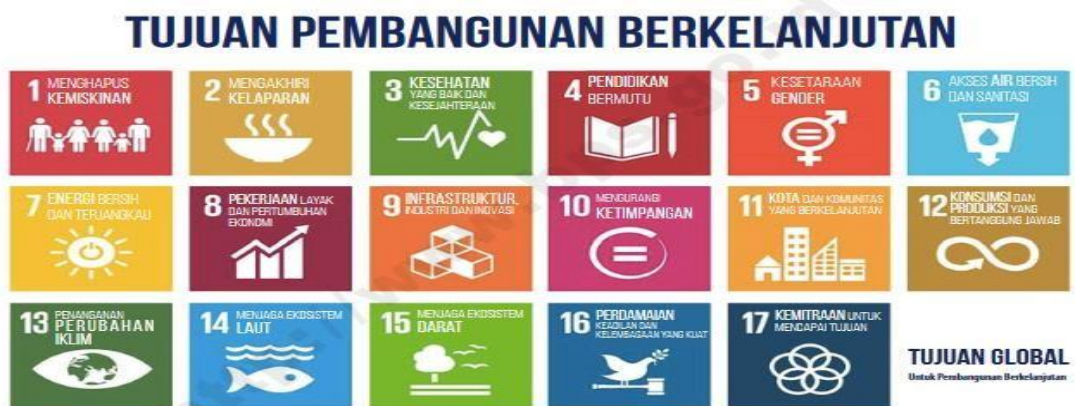 TUJUAN PEMBANGUNAN BERKELANJUTAN
1 MENGHAPUS
KEMISKINAN
2 MENGAKHIRI
KELAPARAN
3 KESEHATAN
YANG BAIK DAN
KESEJAHTERAAN
4 PENDIDIKAN
BERMUTU
5 KESETARAAN
GENDER
6 AKSES AIR BERSIH
DAN SANITASI
7 ENERGI BERSIH
DAN TERJANGKAU
8 PEKERJAAN LAYAK
DAN PERTUMBUHAN
EKONOMI
9 INFRASTRUKTUR,
INDUSTRI DAN INOVASI
10 MENGURANGI
KETIMPANGAN
11 KOTA DAN KOMUNITAS
YANG BERKELANJUTAN
12 KONSUMSI DAN
PRODUKSI YANG
BERTANGGUNG JAWAB
13 PENANGANAN
PERUBAHAN
IKLIM
14 MENJAGA EKOSISTEM
LAUT
15 MENJAGA EKOSISTEM
DARAT
16 PERDAMAIAN
KEADILAN DAN
KELEMBAGAAN YANG KUAT
17 KEMITRAAN UNTUK
MENCAPAI TUJUAN
TUJUAN GLOBAL
Untuk Pembangunan Berkelanjutan